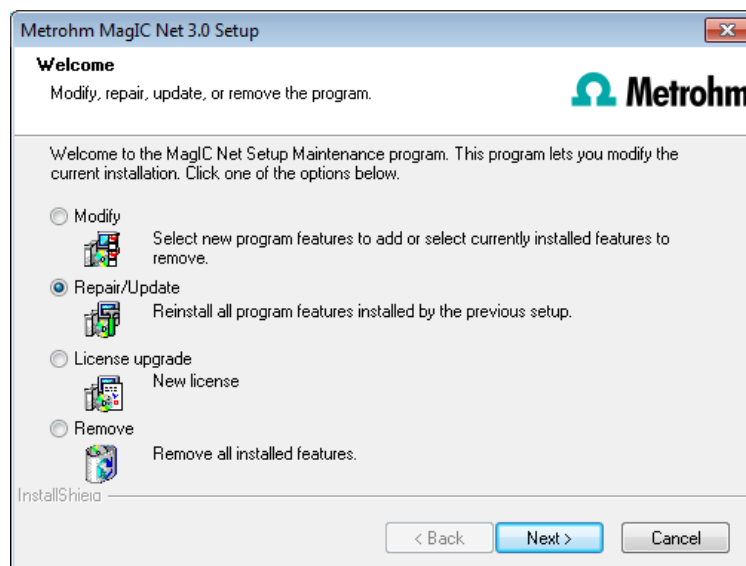 Metrohm MagIC Net 3.0 Setup
Welcome
Modify, repair, update, or remove the program.
Metrohm
Welcome to the MagIC Net Setup Maintenance program. This program lets you modify the
current installation. Click one of the options below.
Modify
Select new program features to add or select currently installed features to
remove.
Repair/Update
Reinstall all program features installed by the previous setup.
License upgrade
New license
Remove
Remove all installed features.
InstallShield
< Back
Next >
Cancel